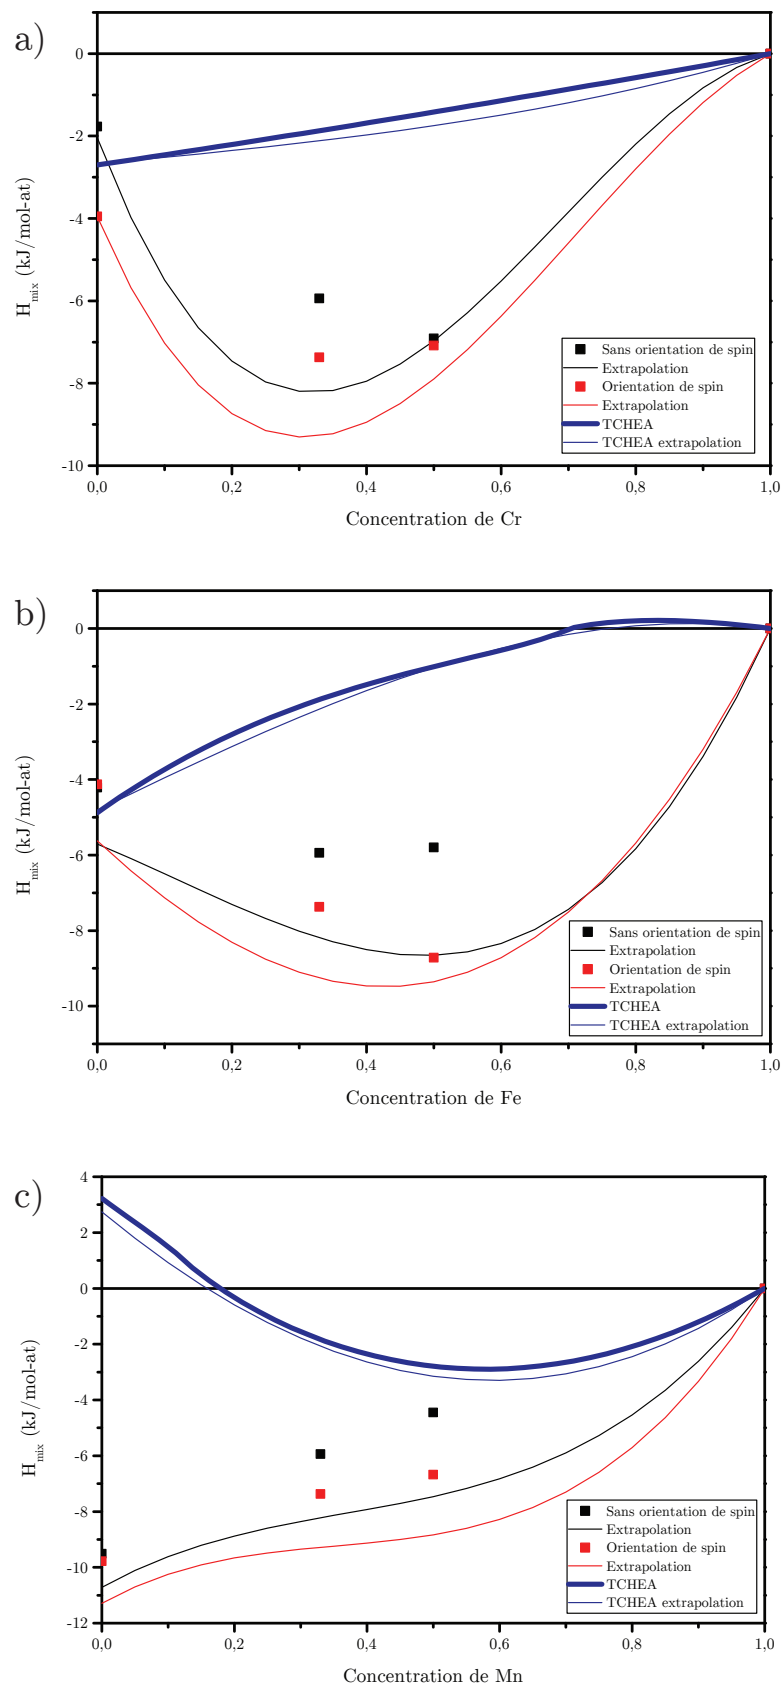 a)
0
-2
-4
-6
-8
-10
H_mix (kJ/mol-at)
Sans orientation de spin
Extrapolation
Orientation de spin
Extrapolation
TCHEA
TCHEA extrapolation
0,0 0,2 0,4 0,6 0,8 1,0
Concentration de Cr
b)
0
-2
-4
-6
-8
-10
H_mix (kJ/mol-at)
Sans orientation de spin
Extrapolation
Orientation de spin
Extrapolation
TCHEA
TCHEA extrapolation
0,0 0,2 0,4 0,6 0,8 1,0
Concentration de Fe
c)
4
2
0
-2
-4
-6
-8
-10
-12
H_mix (kJ/mol-at)
Sans orientation de spin
Extrapolation
Orientation de spin
Extrapolation
TCHEA
TCHEA extrapolation
0,0 0,2 0,4 0,6 0,8 1,0
Concentration de Mn